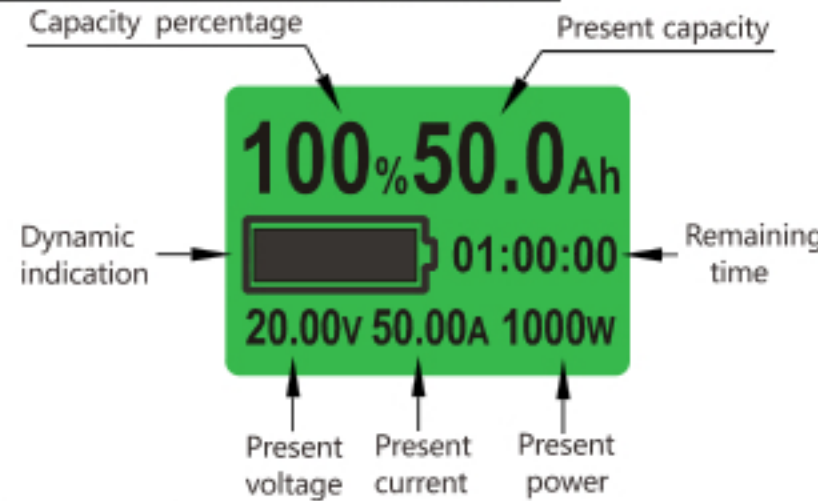 Capacity percentage
Present capacity
100%50.0Ah
Dynamic
indication
01:00:00
Remaining
time
20.00V 50.00A 1000W
Present
voltage
Present
current
Present
power